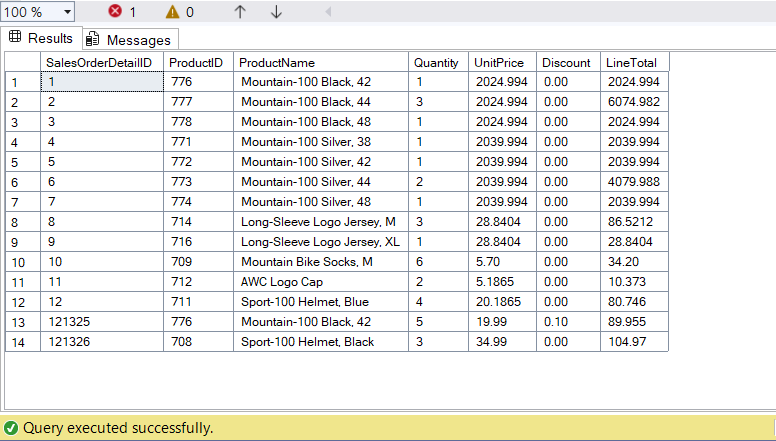 100 % 1 0
Results Messages
SalesOrderDetailID ProductID ProductName Quantity UnitPrice Discount LineTotal
1 1 776 Mountain-100 Black, 42 1 2024.994 0.00 2024.994
2 2 777 Mountain-100 Black, 44 3 2024.994 0.00 6074.982
3 3 778 Mountain-100 Black, 48 1 2024.994 0.00 2024.994
4 4 771 Mountain-100 Silver, 38 1 2039.994 0.00 2039.994
5 5 772 Mountain-100 Silver, 42 1 2039.994 0.00 2039.994
6 6 773 Mountain-100 Silver, 44 2 2039.994 0.00 4079.988
7 7 774 Mountain-100 Silver, 48 1 2039.994 0.00 2039.994
8 8 714 Long-Sleeve Logo Jersey, M 3 28.8404 0.00 86.5212
9 9 716 Long-Sleeve Logo Jersey, XL 1 28.8404 0.00 28.8404
10 10 709 Mountain Bike Socks, M 6 5.70 0.00 34.20
11 11 712 AWC Logo Cap 2 5.1865 0.00 10.373
12 12 711 Sport-100 Helmet, Blue 4 20.1865 0.00 80.746
13 121325 776 Mountain-100 Black, 42 5 19.99 0.10 89.955
14 121326 708 Sport-100 Helmet, Black 3 34.99 0.00 104.97
Query executed successfully.